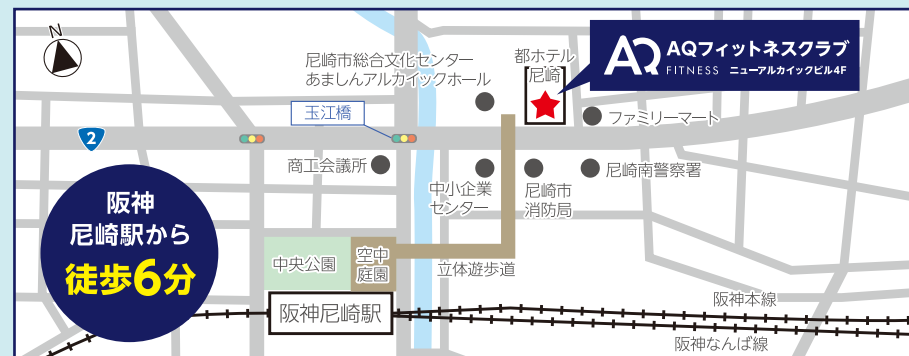 N
尼崎市総合文化センター
あましんアルカイックホール
都ホテル
尼崎
AQ
FITNESS
AQフィットネスクラブ
ニューアルカイックビル4F
玉江橋
ファミリーマート
2
商工会議所
中小企業
センター
尼崎市
消防局
尼崎南警察署
阪神
尼崎駅から
徒歩6分
中央公園
空中
庭園
立体遊歩道
阪神尼崎駅
阪神本線
阪神なんば線